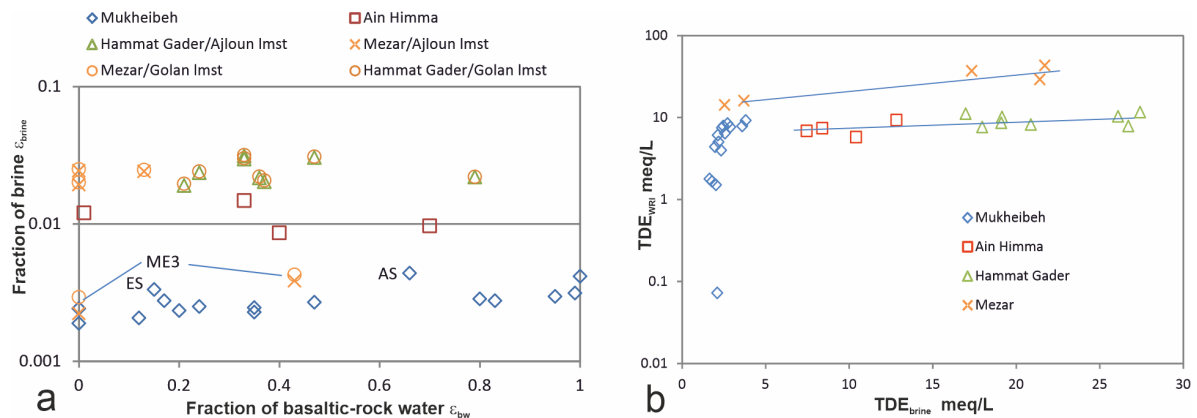 Mukheibeh
Ain Himma
Hammat Gader/Ajloun lmst
Mezar/Ajloun lmst
Mezar/Golan lmst
Hammat Gader/Golan lmst
0.1
0.01
0.001
Fraction of brine εbrine
ME3
ES
AS
0 0.2 0.4 0.6 0.8 1
Fraction of basaltic-rock water εbw
a
100
10
1
0.1
0.01
TDEWRI meq/L
Mukheibeh
Ain Himma
Hammat Gader
Mezar
0 5 10 15 20 25 30
TDEbrine meq/L
b